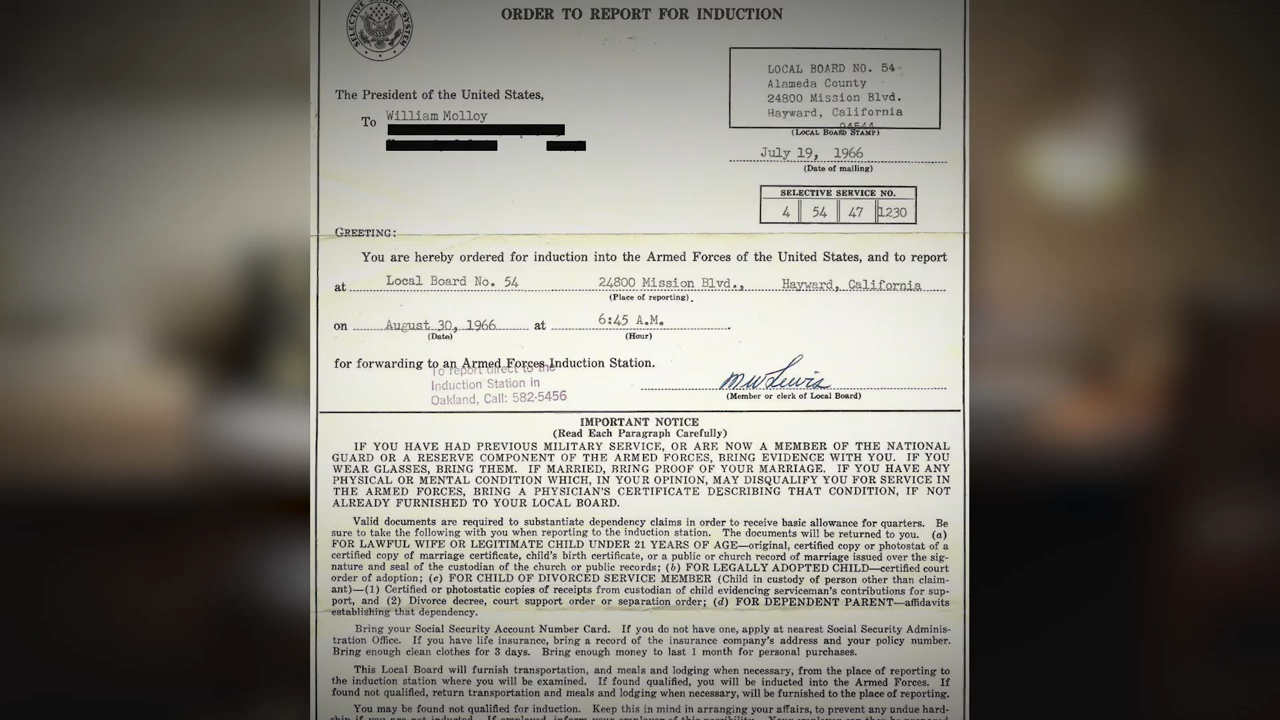 ORDER TO REPORT FOR INDUCTION
SELECTIVE SERVICE SYSTEM
LOCAL BOARD NO. 54
Alameda County
24800 Mission Blvd.
Hayward, California
94544
(LOCAL BOARD STAMP)
The President of the United States,
To William Molloy
July 19, 1966
(Date of mailing)
SELECTIVE SERVICE NO.
4 54 47 1230
GREETING:
You are hereby ordered for induction into the Armed Forces of the United States, and to report
at Local Board No. 54 24800 Mission Blvd., Hayward, California
(Place of reporting)
on August 30, 1966 at 6:45 A.M.
(Date) (Hour)
for forwarding to an Armed Forces Induction Station.
To report direct to the
Induction Station in
Oakland, Call: 582-5456
M W Lewis
(Member or clerk of Local Board)
IMPORTANT NOTICE
(Read Each Paragraph Carefully)
IF YOU HAVE HAD PREVIOUS MILITARY SERVICE, OR ARE NOW A MEMBER OF THE NATIONAL
GUARD OR A RESERVE COMPONENT OF THE ARMED FORCES, BRING EVIDENCE WITH YOU. IF YOU
WEAR GLASSES, BRING THEM. IF MARRIED, BRING PROOF OF YOUR MARRIAGE. IF YOU HAVE ANY
PHYSICAL OR MENTAL CONDITION WHICH, IN YOUR OPINION, MAY DISQUALIFY YOU FOR SERVICE IN
THE ARMED FORCES, BRING A PHYSICIAN'S CERTIFICATE DESCRIBING THAT CONDITION, IF NOT
ALREADY FURNISHED TO YOUR LOCAL BOARD.
Valid documents are required to substantiate dependency claims in order to receive basic allowance for quarters. Be
sure to take the following with you when reporting to the induction station. The documents will be returned to you. (a)
FOR LAWFUL WIFE OR LEGITIMATE CHILD UNDER 21 YEARS OF AGE—original, certified copy or photostat of a
certified copy of marriage certificate, child's birth certificate, or a public or church record of marriage issued over the sig-
nature and seal of the custodian of the church or public records; (b) FOR LEGALLY ADOPTED CHILD—certified court
order of adoption; (c) FOR CHILD OF DIVORCED SERVICE MEMBER (Child in custody of person other than claim-
ant)—(1) Certified or photostatic copies of receipts from custodian of child evidencing serviceman's contributions for sup-
port, and (2) Divorce decree, court support order or separation order; (d) FOR DEPENDENT PARENT—affidavits
establishing that dependency.
Bring your Social Security Account Number Card. If you do not have one, apply at nearest Social Security Adminis-
tration Office. If you have life insurance, bring a record of the insurance company's address and your policy number.
Bring enough clean clothes for 3 days. Bring enough money to last 1 month for personal purchases.
This Local Board will furnish transportation, and meals and lodging when necessary, from the place of reporting to
the induction station where you will be examined. If found qualified, you will be inducted into the Armed Forces. If
found not qualified, return transportation and meals and lodging when necessary, will be furnished to the place of reporting.
You may be found not qualified for induction. Keep this in mind in arranging your affairs, to prevent any undue hard-